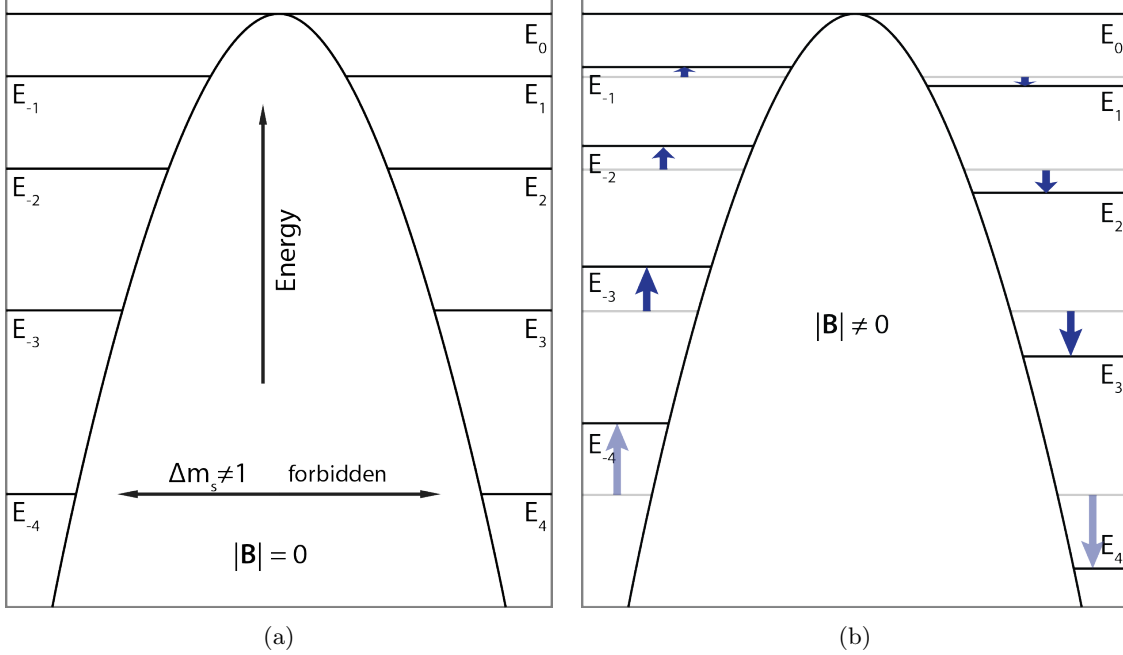 E₀ E₀
E₋₁ E₁ E₋₁ E₁
E₋₂ E₂ E₋₂ E₂
Energy
E₋₃ E₃ E₋₃ E₃
|B| ≠ 0
Δmₛ≠1 forbidden
E₋₄ E₄ E₋₄ E₄
|B| = 0
(a) (b)